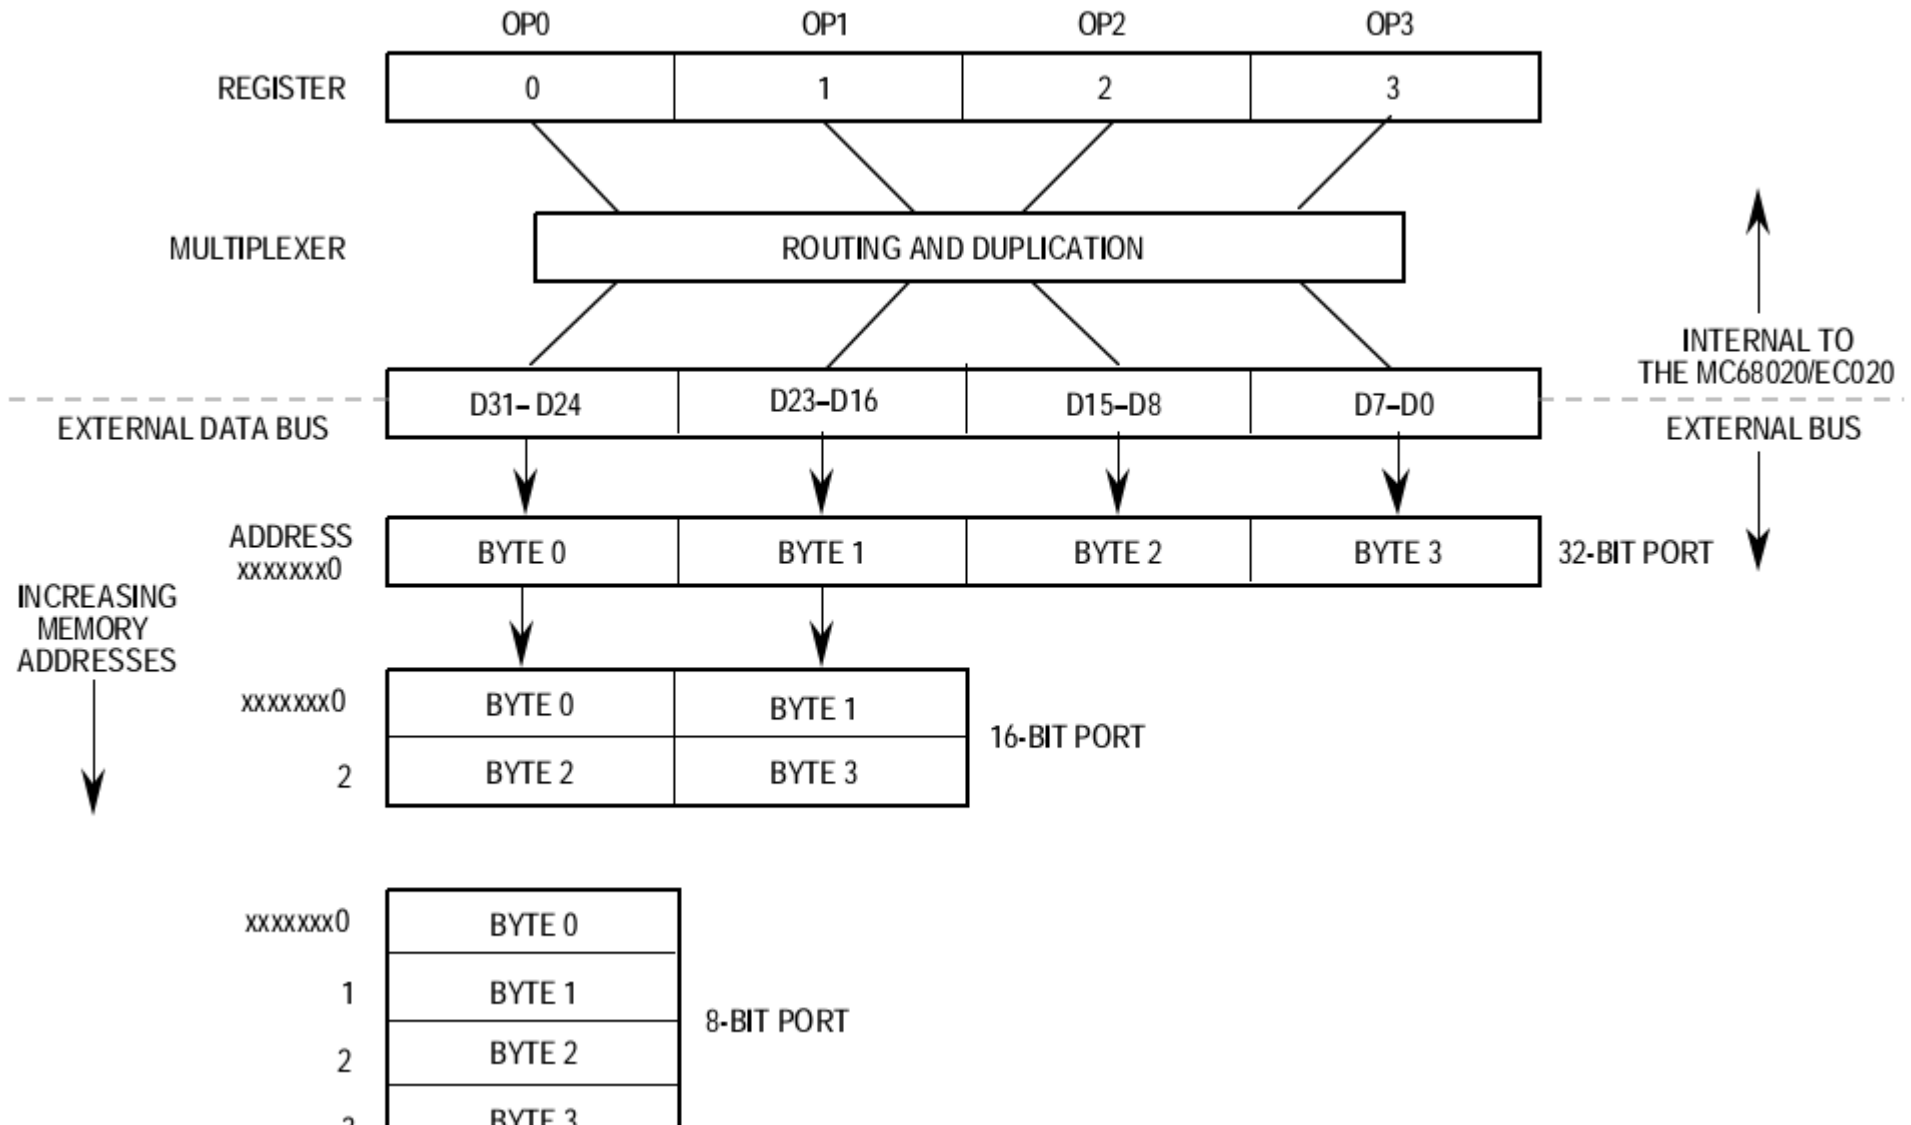 OP0 OP1 OP2 OP3
REGISTER 0 1 2 3
MULTIPLEXER ROUTING AND DUPLICATION
INTERNAL TO
THE MC68020/EC020
D31–D24 D23–D16 D15–D8 D7–D0
EXTERNAL DATA BUS EXTERNAL BUS
ADDRESS
xxxxxxx0 BYTE 0 BYTE 1 BYTE 2 BYTE 3 32-BIT PORT
INCREASING
MEMORY
ADDRESSES
xxxxxxx0 BYTE 0 BYTE 1
16-BIT PORT
2 BYTE 2 BYTE 3
xxxxxxx0 BYTE 0
1 BYTE 1
8-BIT PORT
2 BYTE 2
BYTE 3